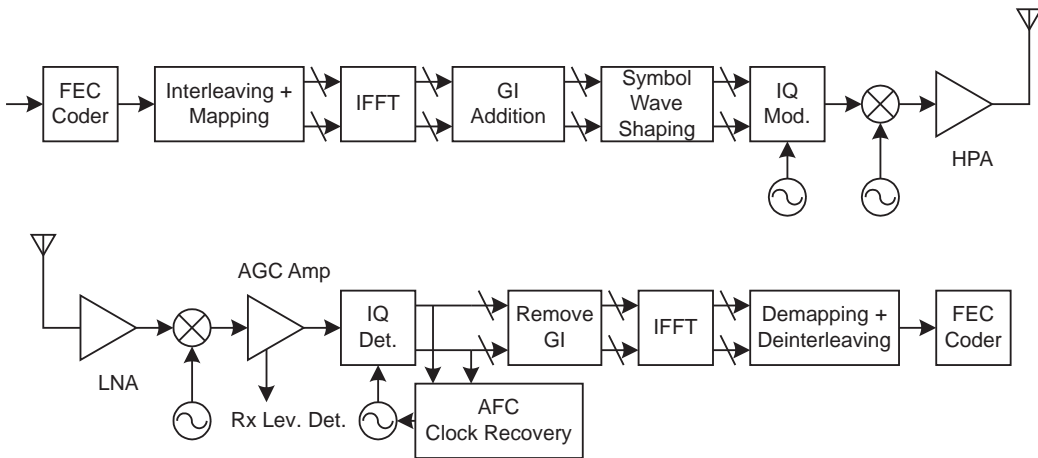 FEC
Coder
Interleaving +
Mapping
IFFT
GI
Addition
Symbol
Wave
Shaping
IQ
Mod.
HPA
LNA
AGC Amp
Rx Lev. Det.
IQ
Det.
AFC
Clock Recovery
Remove
GI
IFFT
Demapping +
Deinterleaving
FEC
Coder